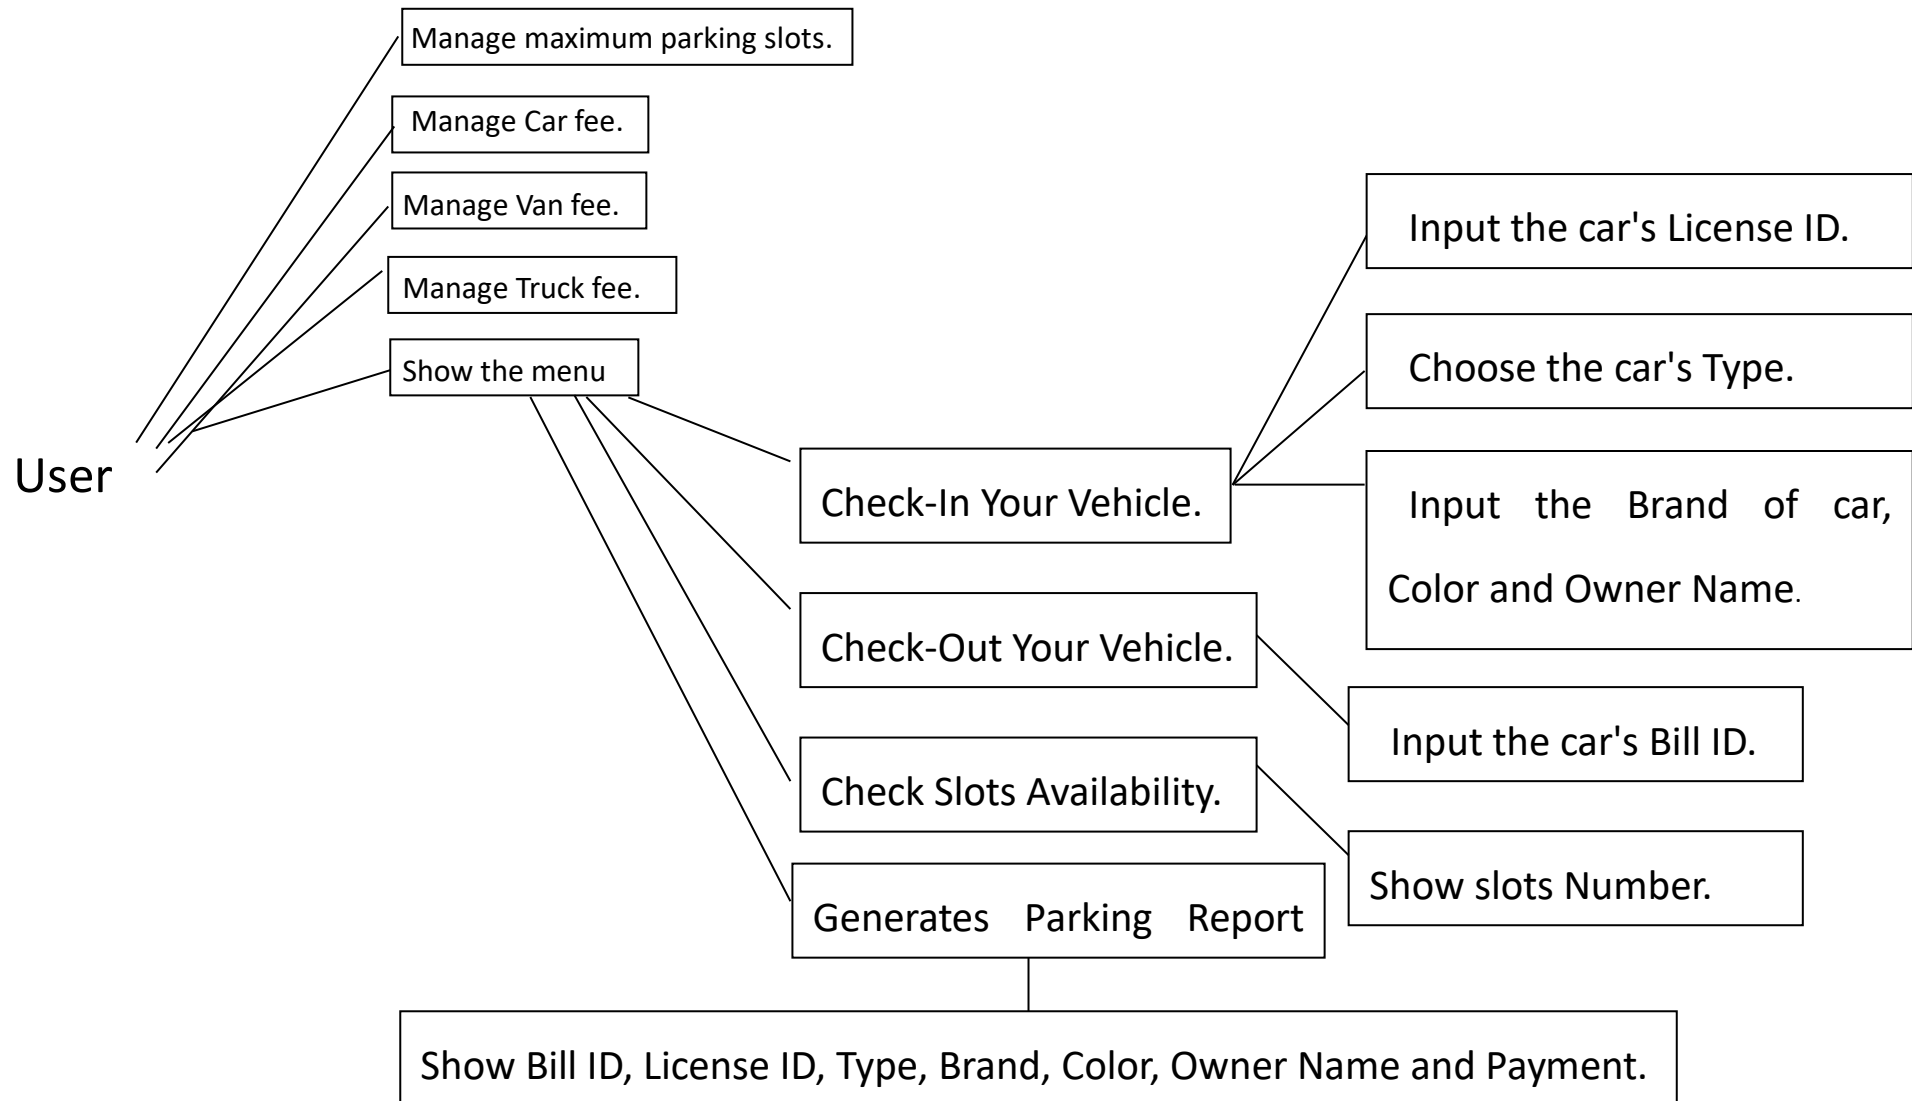 Manage maximum parking slots.
Manage Car fee.
Manage Van fee.
Manage Truck fee.
Show the menu
User
Check-In Your Vehicle.
Input the car's License ID.
Choose the car's Type.
Input the Brand of car,
Color and Owner Name.
Check-Out Your Vehicle.
Input the car's Bill ID.
Check Slots Availability.
Show slots Number.
Generates Parking Report
Show Bill ID, License ID, Type, Brand, Color, Owner Name and Payment.